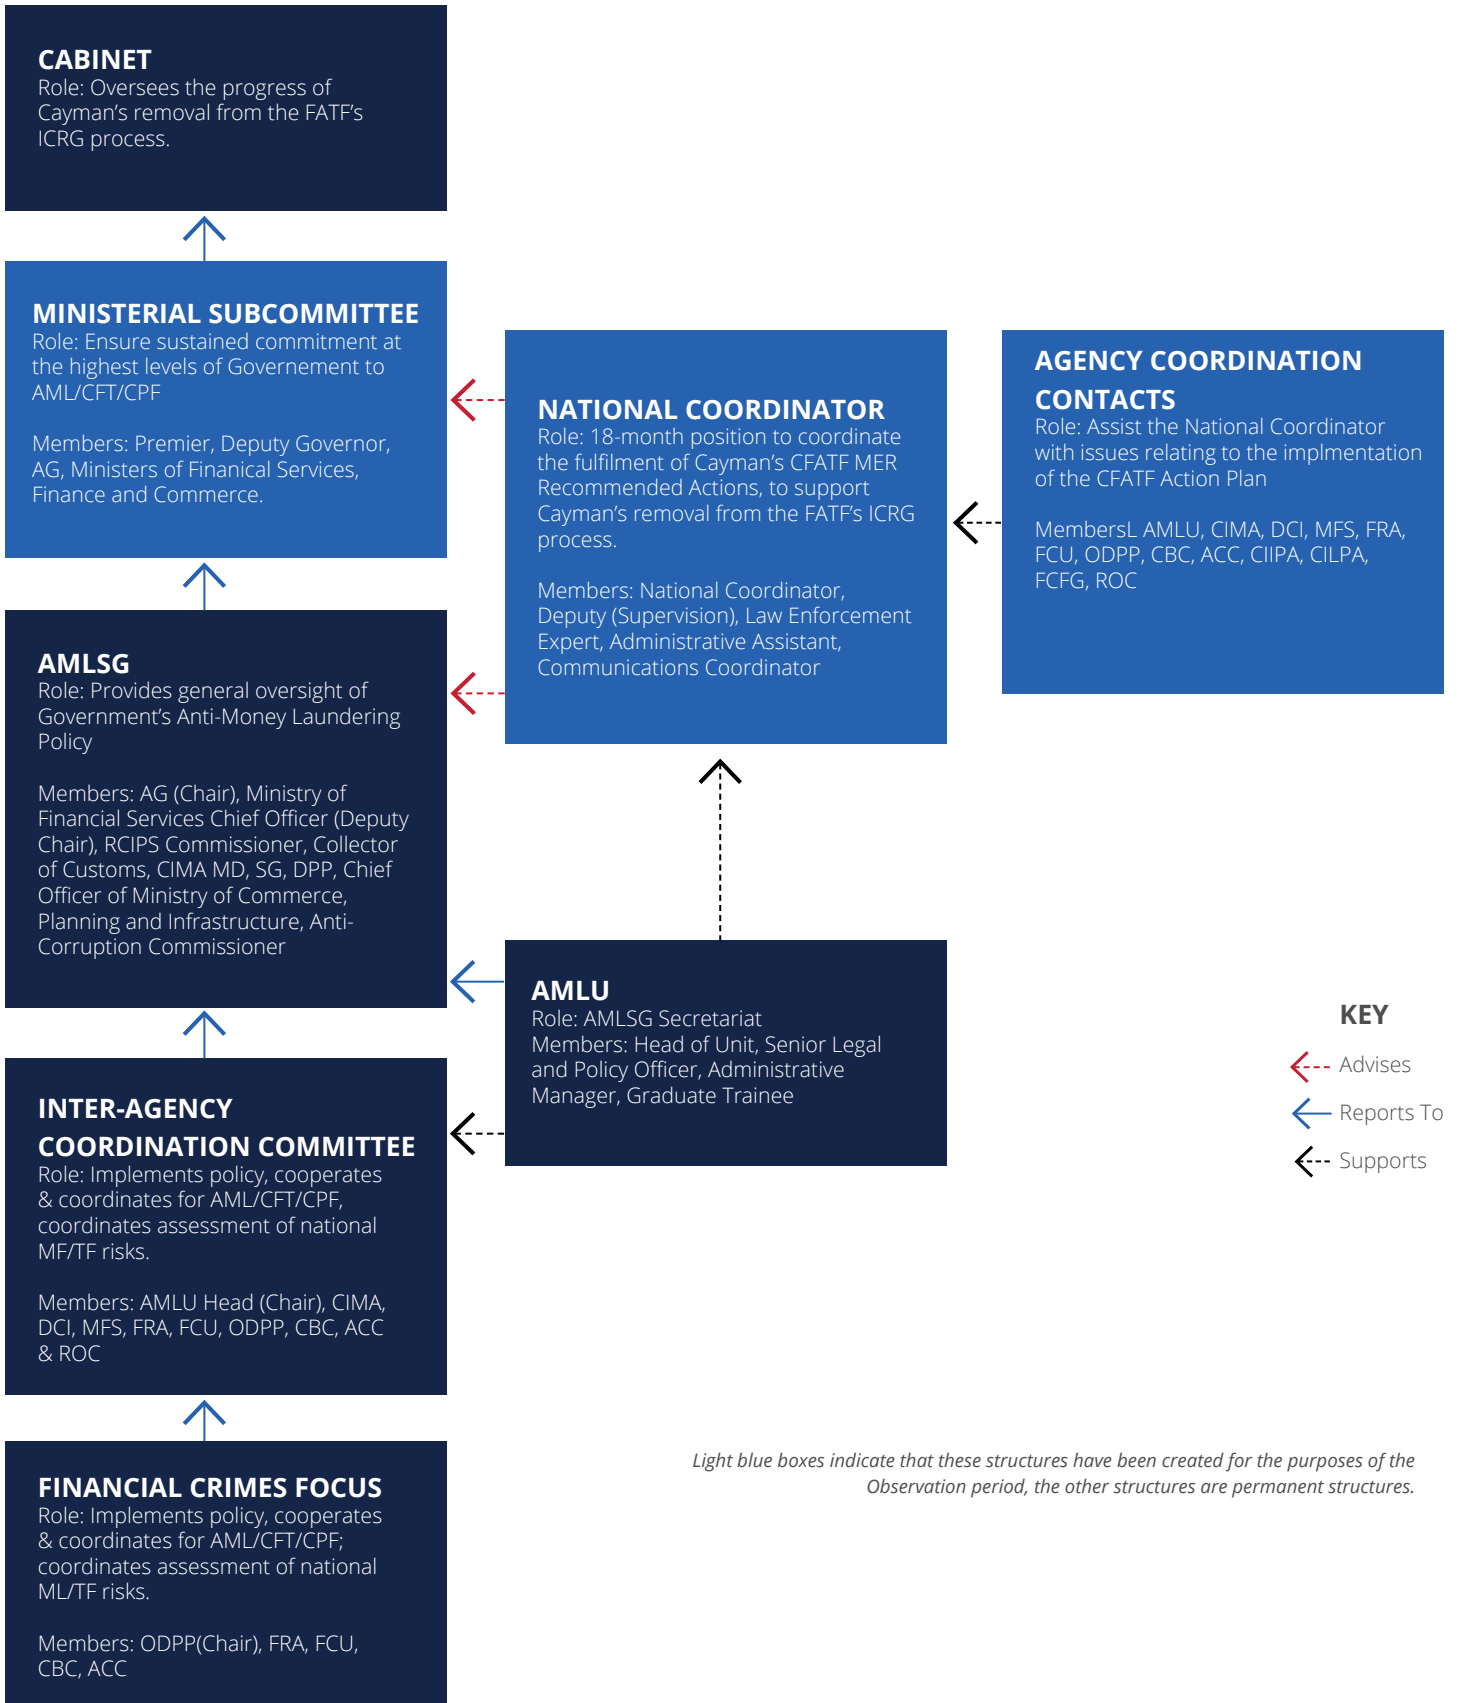 CABINET
Role: Oversees the progress of
Cayman’s removal from the FATF’s
ICRG process.
MINISTERIAL SUBCOMMITTEE
Role: Ensure sustained commitment at
the highest levels of Governement to
AML/CFT/CPF
Members: Premier, Deputy Governor,
AG, Ministers of Finanical Services,
Finance and Commerce.
NATIONAL COORDINATOR
Role: 18-month position to coordinate
the fulfilment of Cayman’s CFATF MER
Recommended Actions, to support
Cayman’s removal from the FATF’s ICRG
process.
Members: National Coordinator,
Deputy (Supervision), Law Enforcement
Expert, Administrative Assistant,
Communications Coordinator
AGENCY COORDINATION
CONTACTS
Role: Assist the National Coordinator
with issues relating to the implmentation
of the CFATF Action Plan
MembersL AMLU, CIMA, DCI, MFS, FRA,
FCU, ODPP, CBC, ACC, CIIPA, CILPA,
FCFG, ROC
AMLSG
Role: Provides general oversight of
Government’s Anti-Money Laundering
Policy
Members: AG (Chair), Ministry of
Financial Services Chief Officer (Deputy
Chair), RCIPS Commissioner, Collector
of Customs, CIMA MD, SG, DPP, Chief
Officer of Ministry of Commerce,
Planning and Infrastructure, Anti-
Corruption Commissioner
AMLU
Role: AMLSG Secretariat
Members: Head of Unit, Senior Legal
and Policy Officer, Administrative
Manager, Graduate Trainee
KEY
Advises
Reports To
Supports
INTER-AGENCY
COORDINATION COMMITTEE
Role: Implements policy, cooperates
& coordinates for AML/CFT/CPF,
coordinates assessment of national
MF/TF risks.
Members: AMLU Head (Chair), CIMA,
DCI, MFS, FRA, FCU, ODPP, CBC, ACC
& ROC
FINANCIAL CRIMES FOCUS
Role: Implements policy, cooperates
& coordinates for AML/CFT/CPF;
coordinates assessment of national
ML/TF risks.
Members: ODPP(Chair), FRA, FCU,
CBC, ACC
Light blue boxes indicate that these structures have been created for the purposes of the
Observation period, the other structures are permanent structures.